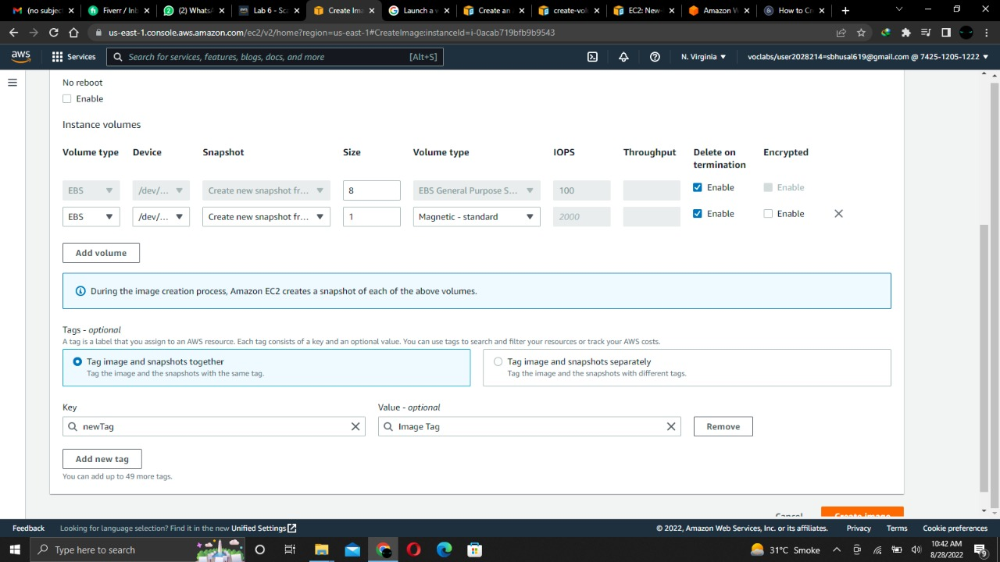 (no subjec
Fiverr / Inb
(2) WhatsA
Lab 6 - Sca
Create Ima
Launch a v
Create an
create-vol
EC2: New-
Amazon W
How to Cr
us-east-1.console.aws.amazon.com/ec2/v2/home?region=us-east-1#CreateImage:instanceId=i-0acab719bfb9b9543
aws
Services
Search for services, features, blogs, docs, and more
[Alt+S]
N. Virginia
voclabs/user2028214=sbhusal619@gmail.com @ 7425-1205-1222
No reboot
Enable
Instance volumes
Volume type Device Snapshot Size Volume type IOPS Throughput Delete on termination Encrypted
EBS /dev/... Create new snapshot fr... 8 EBS General Purpose S... 100 Enable Enable
EBS /dev/... Create new snapshot fr... 1 Magnetic - standard 2000 Enable Enable
Add volume
During the image creation process, Amazon EC2 creates a snapshot of each of the above volumes.
Tags - optional
A tag is a label that you assign to an AWS resource. Each tag consists of a key and an optional value. You can use tags to search and filter your resources or track your AWS costs.
Tag image and snapshots together
Tag the image and the snapshots with the same tag.
Tag image and snapshots separately
Tag the image and the snapshots with different tags.
Key
Value - optional
newTag
Image Tag
Remove
Add new tag
You can add up to 49 more tags.
Cancel
Create image
Feedback
Looking for language selection? Find it in the new Unified Settings
© 2022, Amazon Web Services, Inc. or its affiliates.
Privacy
Terms
Cookie preferences
Type here to search
31°C Smoke
10:42 AM
8/28/2022
9